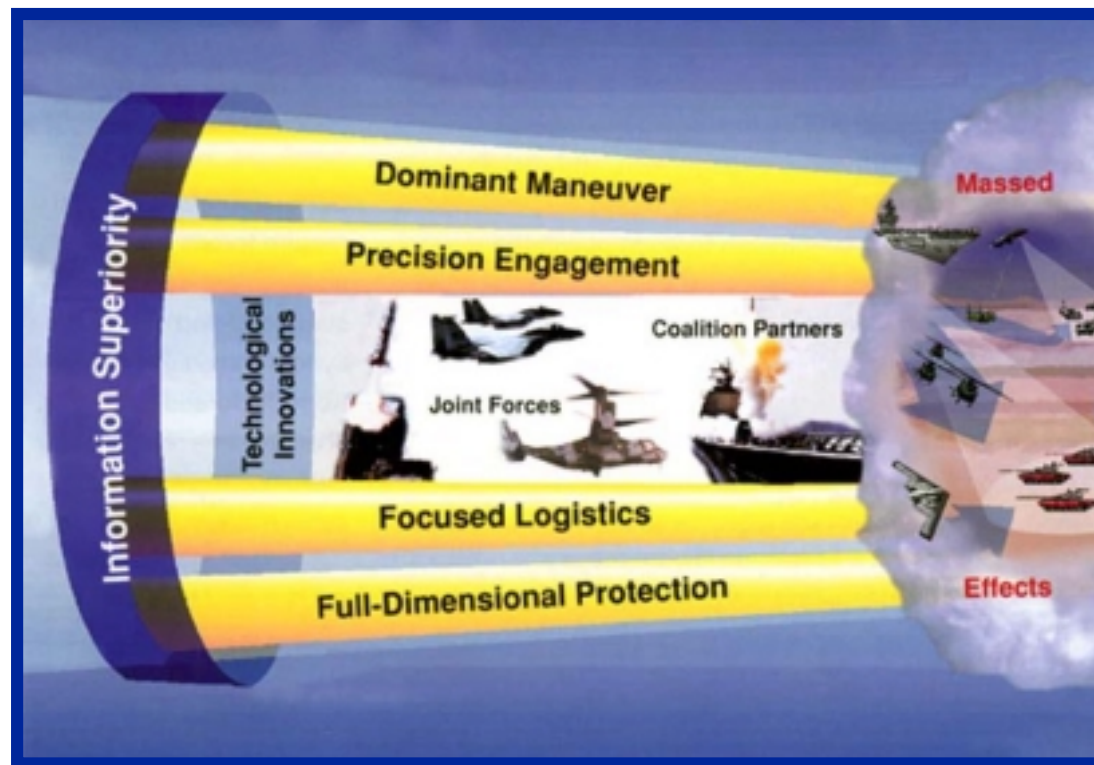 Information Superiority
Technological
Innovations
Dominant Maneuver
Precision Engagement
Coalition Partners
Joint Forces
Focused Logistics
Full-Dimensional Protection
Massed
Effects